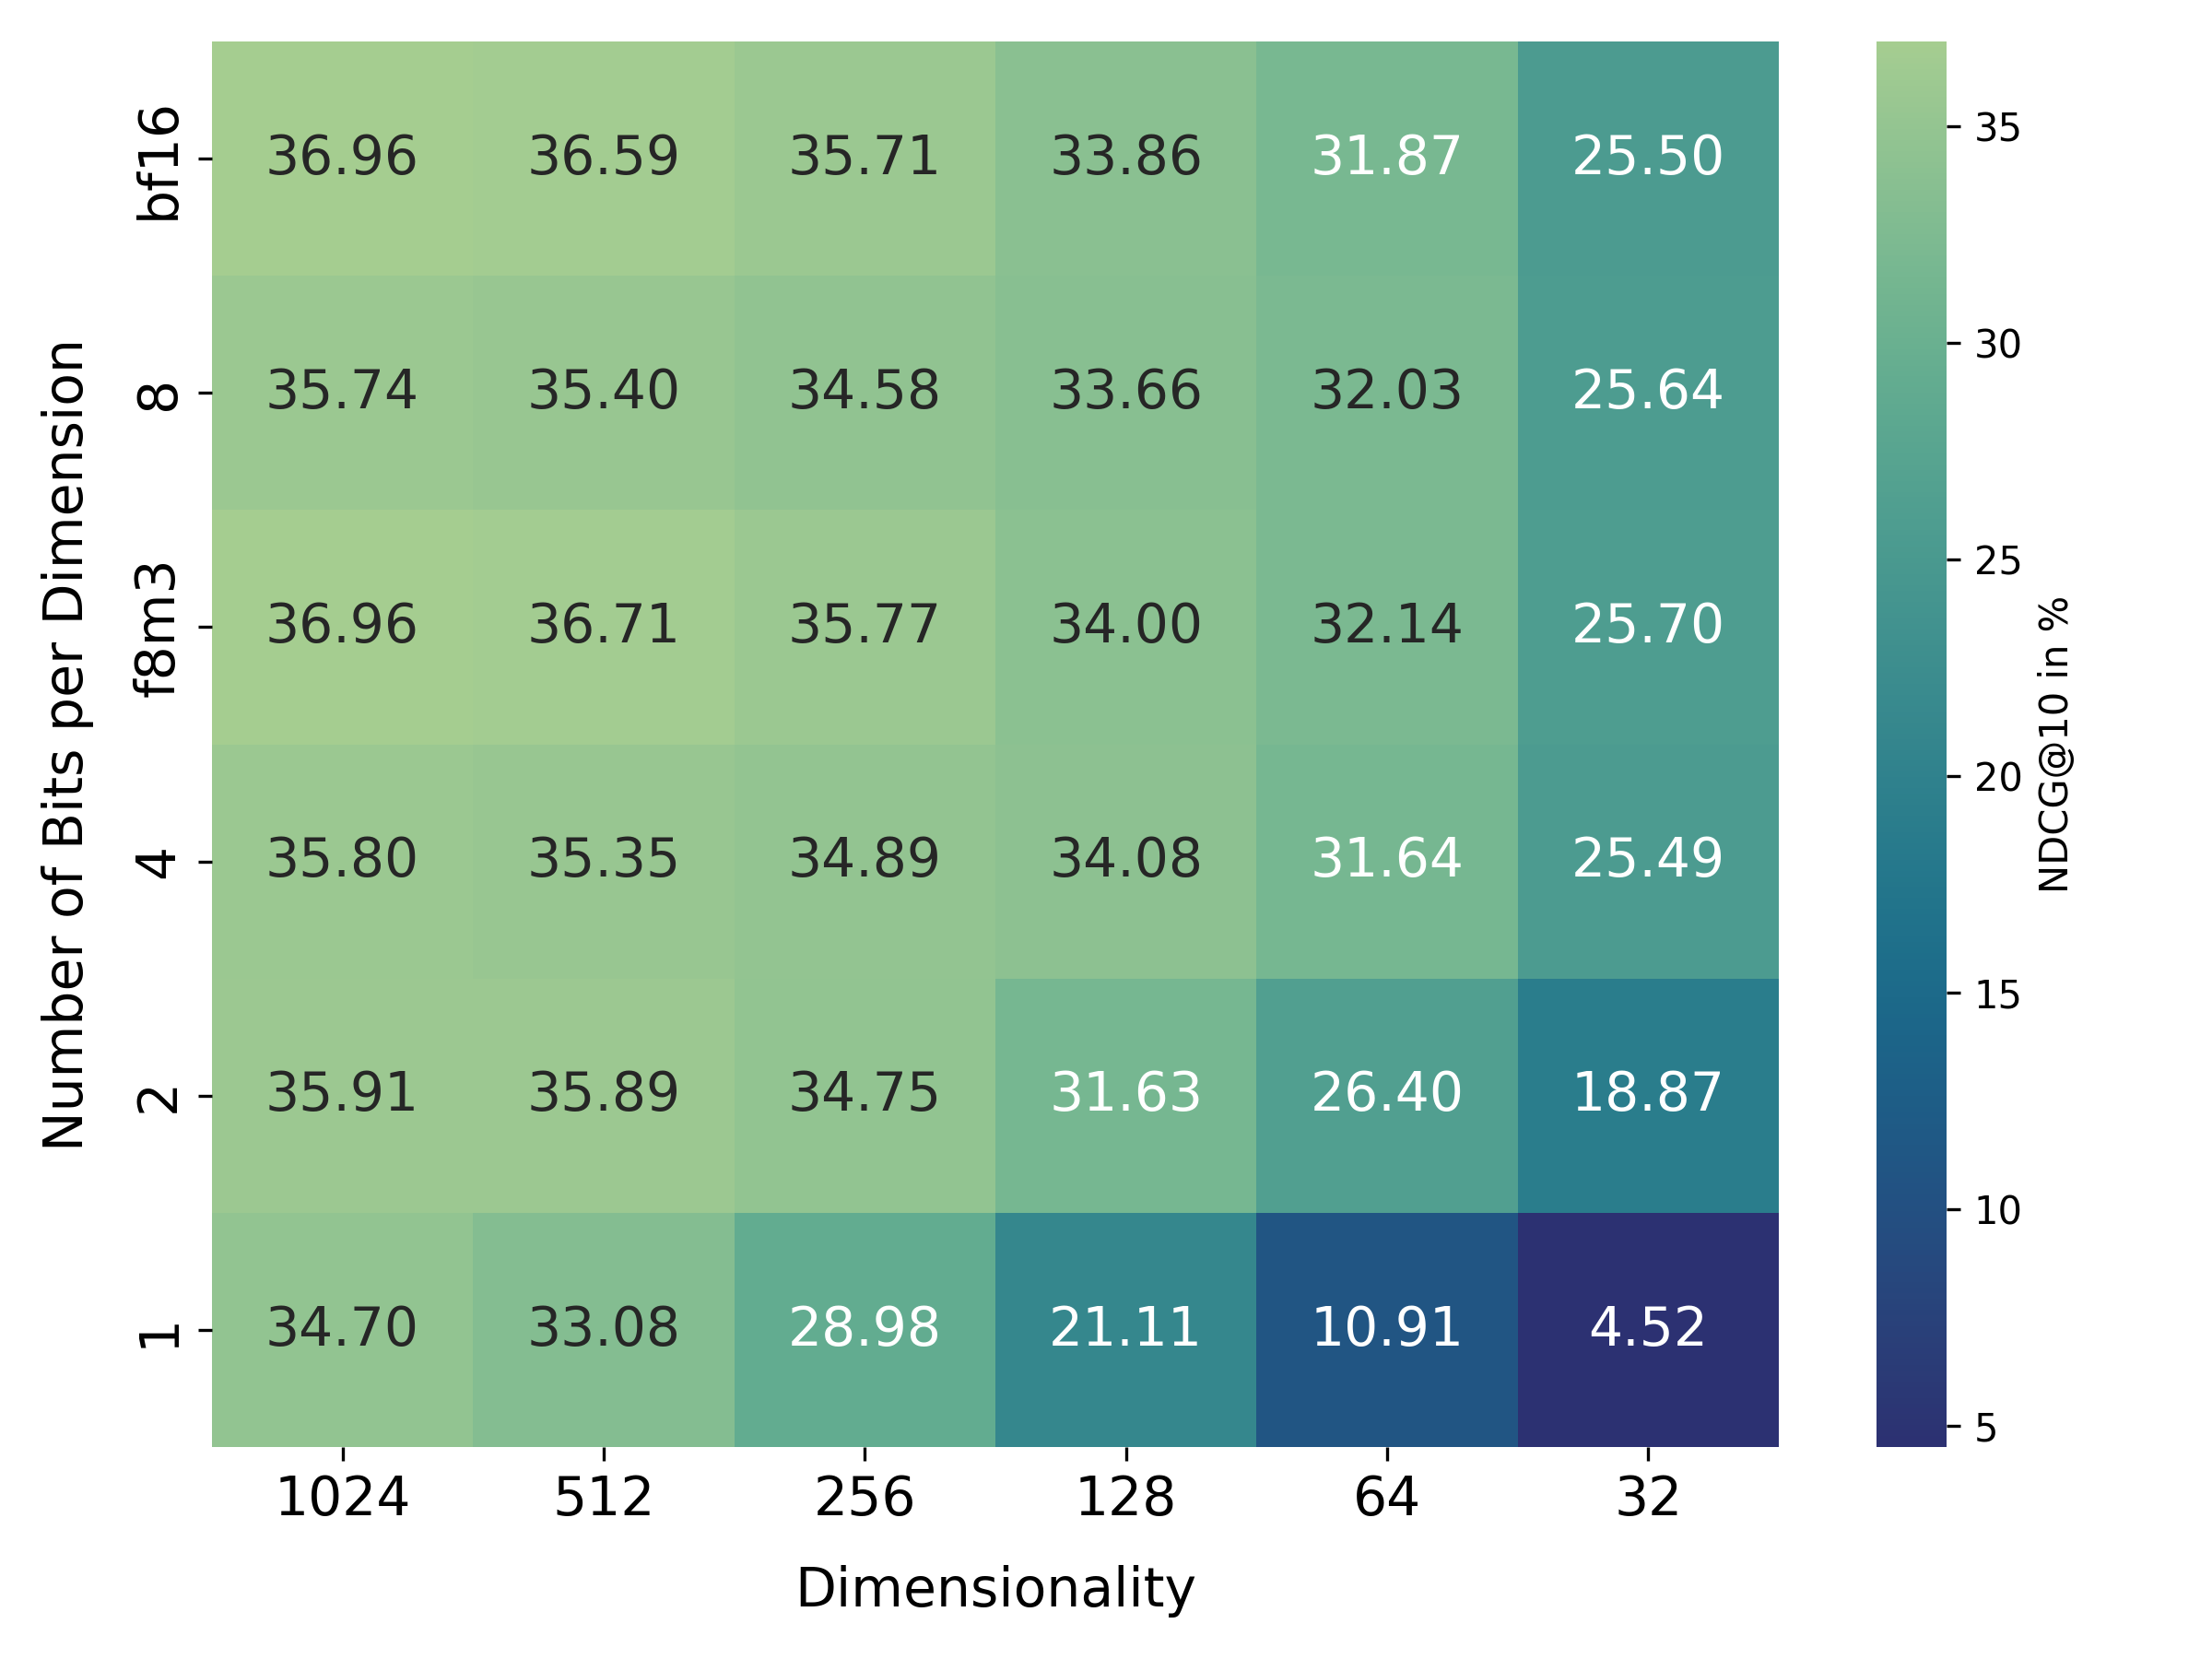 Number of Bits per Dimension
bf16 36.96 36.59 35.71 33.86 31.87 25.50
8 35.74 35.40 34.58 33.66 32.03 25.64
f8m3 36.96 36.71 35.77 34.00 32.14 25.70
4 35.80 35.35 34.89 34.08 31.64 25.49
2 35.91 35.89 34.75 31.63 26.40 18.87
1 34.70 33.08 28.98 21.11 10.91 4.52
1024 512 256 128 64 32
Dimensionality
35
30
25
20
15
10
5
NDCG@10 in %